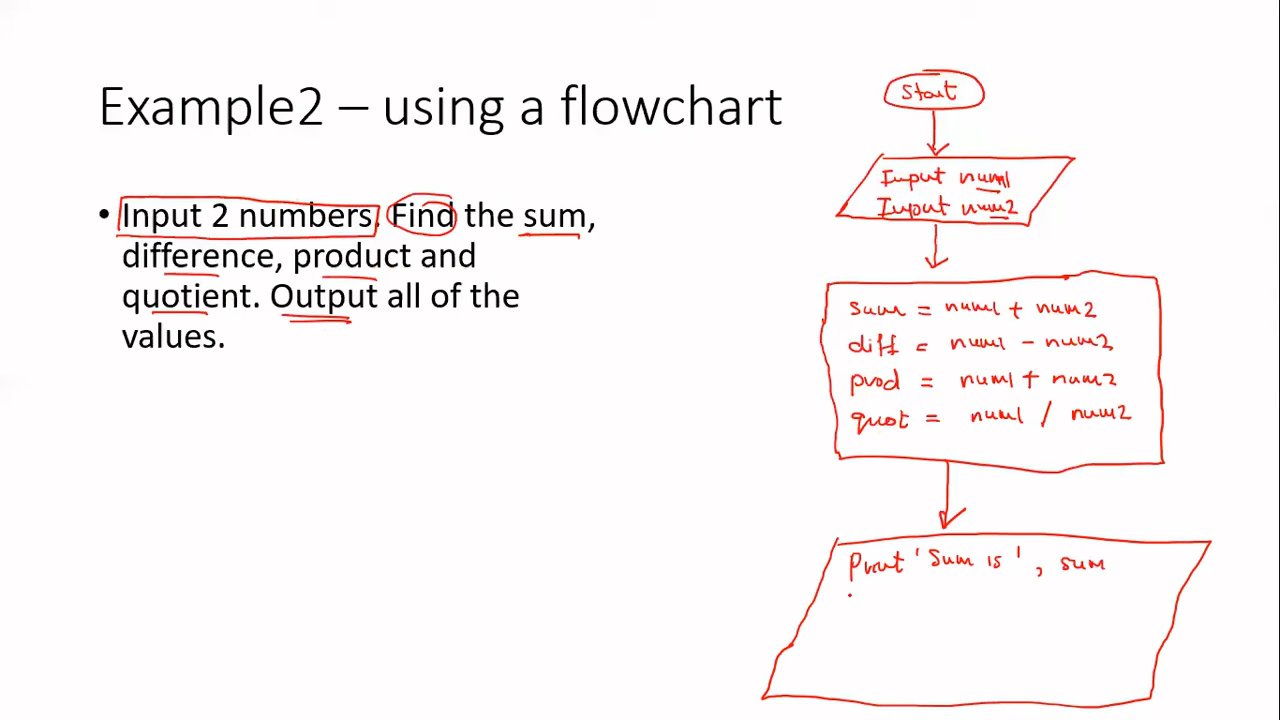 Example2 – using a flowchart
• Input 2 numbers. Find the sum,
difference, product and
quotient. Output all of the
values.
Start
Input num1
Input num2
sum = num1 + num2
diff = num1 - num2
prod = num1 + num2
quot = num1 / num2
Print 'Sum is ', sum